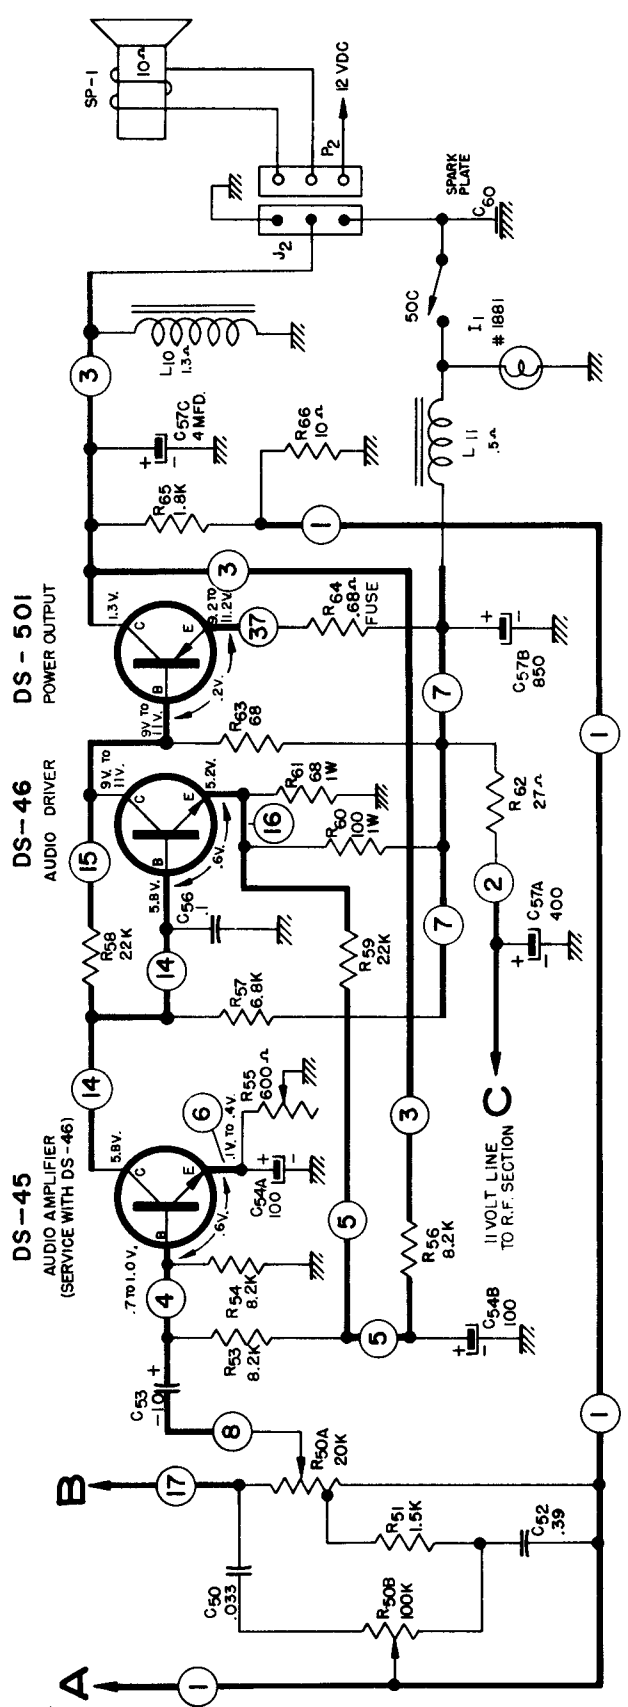 DS-45
AUDIO AMPLIFIER
(SERVICE WITH DS-46)
DS-46
AUDIO DRIVER
DS-501
POWER OUTPUT
A
1
B
17
C50
.033
R50B
100K
R50A
20K
R51
1.5K
C52
.39
8
C53
-10
+
4
.7 TO 1.0 V.
R53
8.2K
R54
8.2K
B
C
E
.6V.
5.8V.
6
.1V. TO .4V.
C54A
100
+
-
R55
600Ω
14
5
5
C54B
100
+
-
R56
8.2K
3
R57
6.8K
14
R58
22K
15
C56
.1
5.8V.
B
C
E
.6V.
9V. TO
11V.
5.2V.
16
R59
22K
R60
100
1W
R61
68
1W
7
7
R62
27Ω
2
C57A
400
+
-
C
11 VOLT LINE
TO R.F. SECTION
R63
68
9V. TO
11V.
B
C
E
.2V.
1.3V.
9.2 TO
11.2V.
37
R64
.68Ω
FUSE
C57B
850
+
-
3
R65
1.8K
R66
10Ω
1
1
1
C57C
4 MFD.
+
-
3
L10
1.3Ω
L11
.5Ω
I1
#1881
50C
SPARK
PLATE
C60
J2
P2
12 VDC
SP-1
10Ω